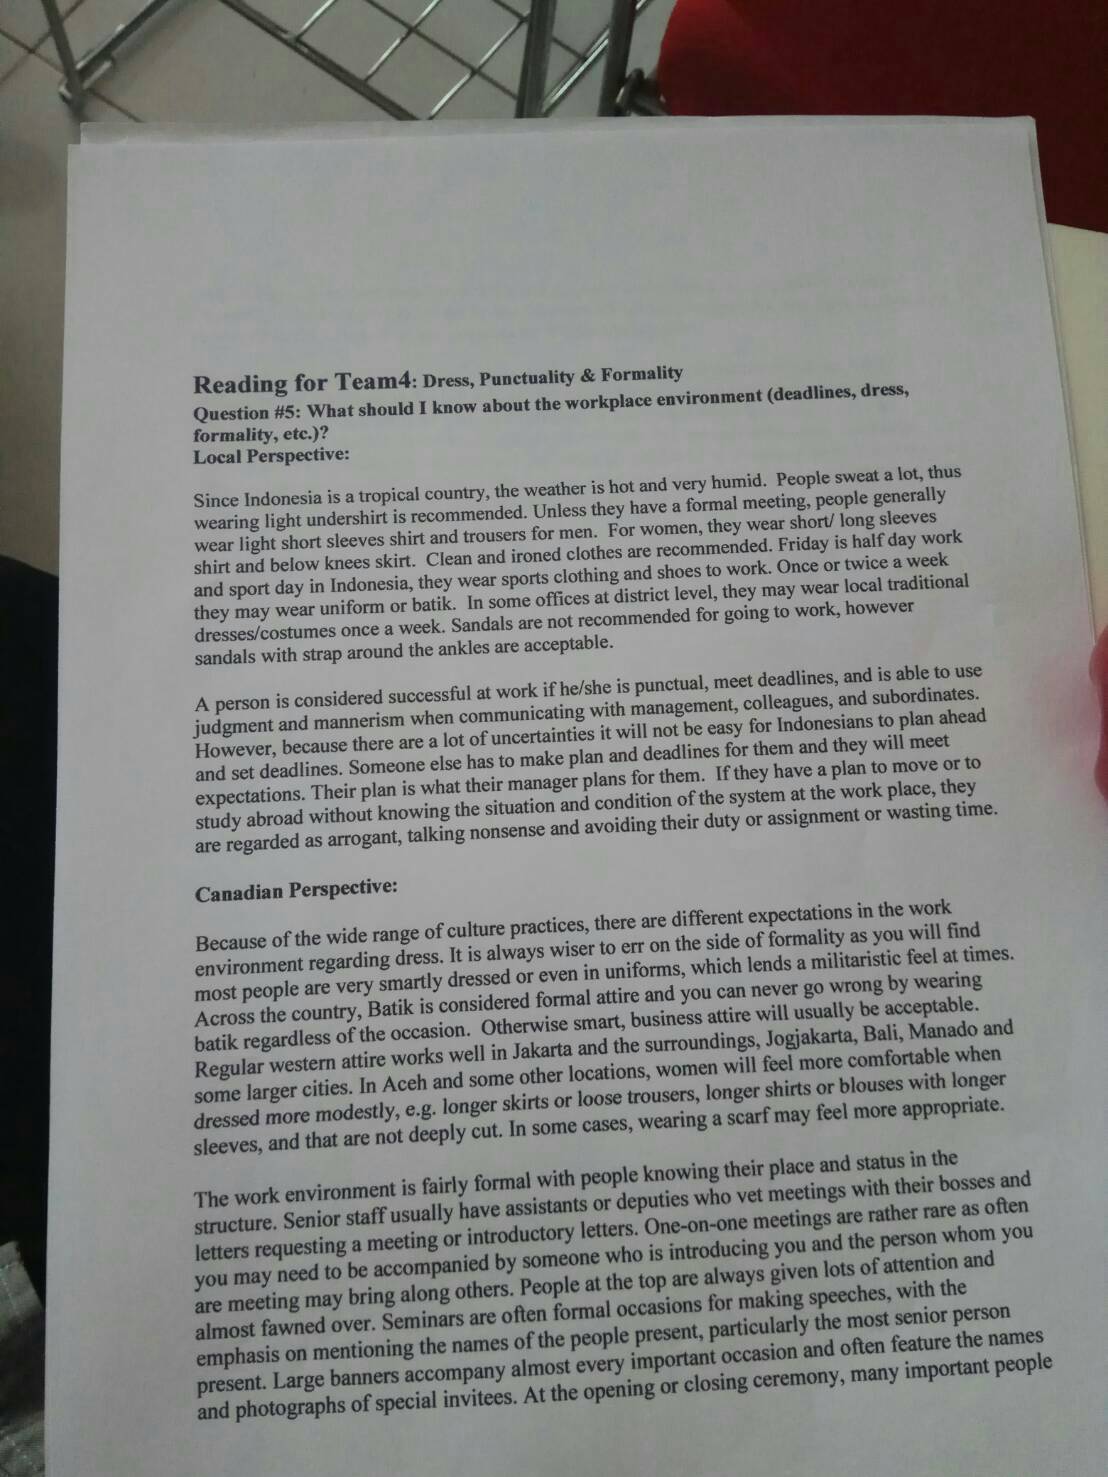 Reading for Team4: Dress, Punctuality & Formality
Question #5: What should I know about the workplace environment (deadlines, dress,
formality, etc.)?
Local Perspective:
Since Indonesia is a tropical country, the weather is hot and very humid. People sweat a lot, thus
wearing light undershirt is recommended. Unless they have a formal meeting, people generally
wear light short sleeves shirt and trousers for men. For women, they wear short/ long sleeves
shirt and below knees skirt. Clean and ironed clothes are recommended. Friday is half day work
and sport day in Indonesia, they wear sports clothing and shoes to work. Once or twice a week
they may wear uniform or batik. In some offices at district level, they may wear local traditional
dresses/costumes once a week. Sandals are not recommended for going to work, however
sandals with strap around the ankles are acceptable.
A person is considered successful at work if he/she is punctual, meet deadlines, and is able to use
judgment and mannerism when communicating with management, colleagues, and subordinates.
However, because there are a lot of uncertainties it will not be easy for Indonesians to plan ahead
and set deadlines. Someone else has to make plan and deadlines for them and they will meet
expectations. Their plan is what their manager plans for them. If they have a plan to move or to
study abroad without knowing the situation and condition of the system at the work place, they
are regarded as arrogant, talking nonsense and avoiding their duty or assignment or wasting time.
Canadian Perspective:
Because of the wide range of culture practices, there are different expectations in the work
environment regarding dress. It is always wiser to err on the side of formality as you will find
most people are very smartly dressed or even in uniforms, which lends a militaristic feel at times.
Across the country, Batik is considered formal attire and you can never go wrong by wearing
batik regardless of the occasion. Otherwise smart, business attire will usually be acceptable.
Regular western attire works well in Jakarta and the surroundings, Jogjakarta, Bali, Manado and
some larger cities. In Aceh and some other locations, women will feel more comfortable when
dressed more modestly, e.g. longer skirts or loose trousers, longer shirts or blouses with longer
sleeves, and that are not deeply cut. In some cases, wearing a scarf may feel more appropriate.
The work environment is fairly formal with people knowing their place and status in the
structure. Senior staff usually have assistants or deputies who vet meetings with their bosses and
letters requesting a meeting or introductory letters. One-on-one meetings are rather rare as often
you may need to be accompanied by someone who is introducing you and the person whom you
are meeting may bring along others. People at the top are always given lots of attention and
almost fawned over. Seminars are often formal occasions for making speeches, with the
emphasis on mentioning the names of the people present, particularly the most senior person
present. Large banners accompany almost every important occasion and often feature the names
and photographs of special invitees. At the opening or closing ceremony, many important people